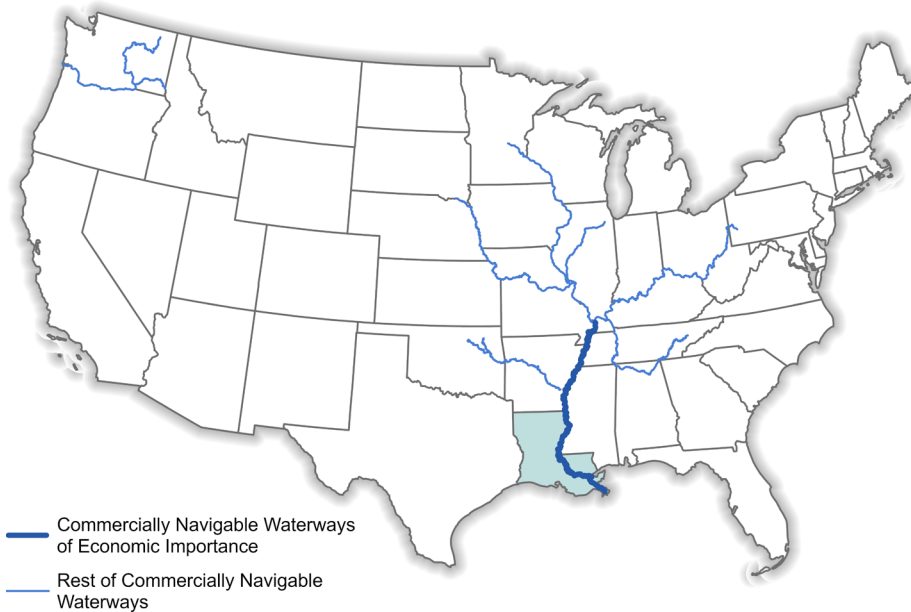 Commercially Navigable Waterways
of Economic Importance
Rest of Commercially Navigable
Waterways